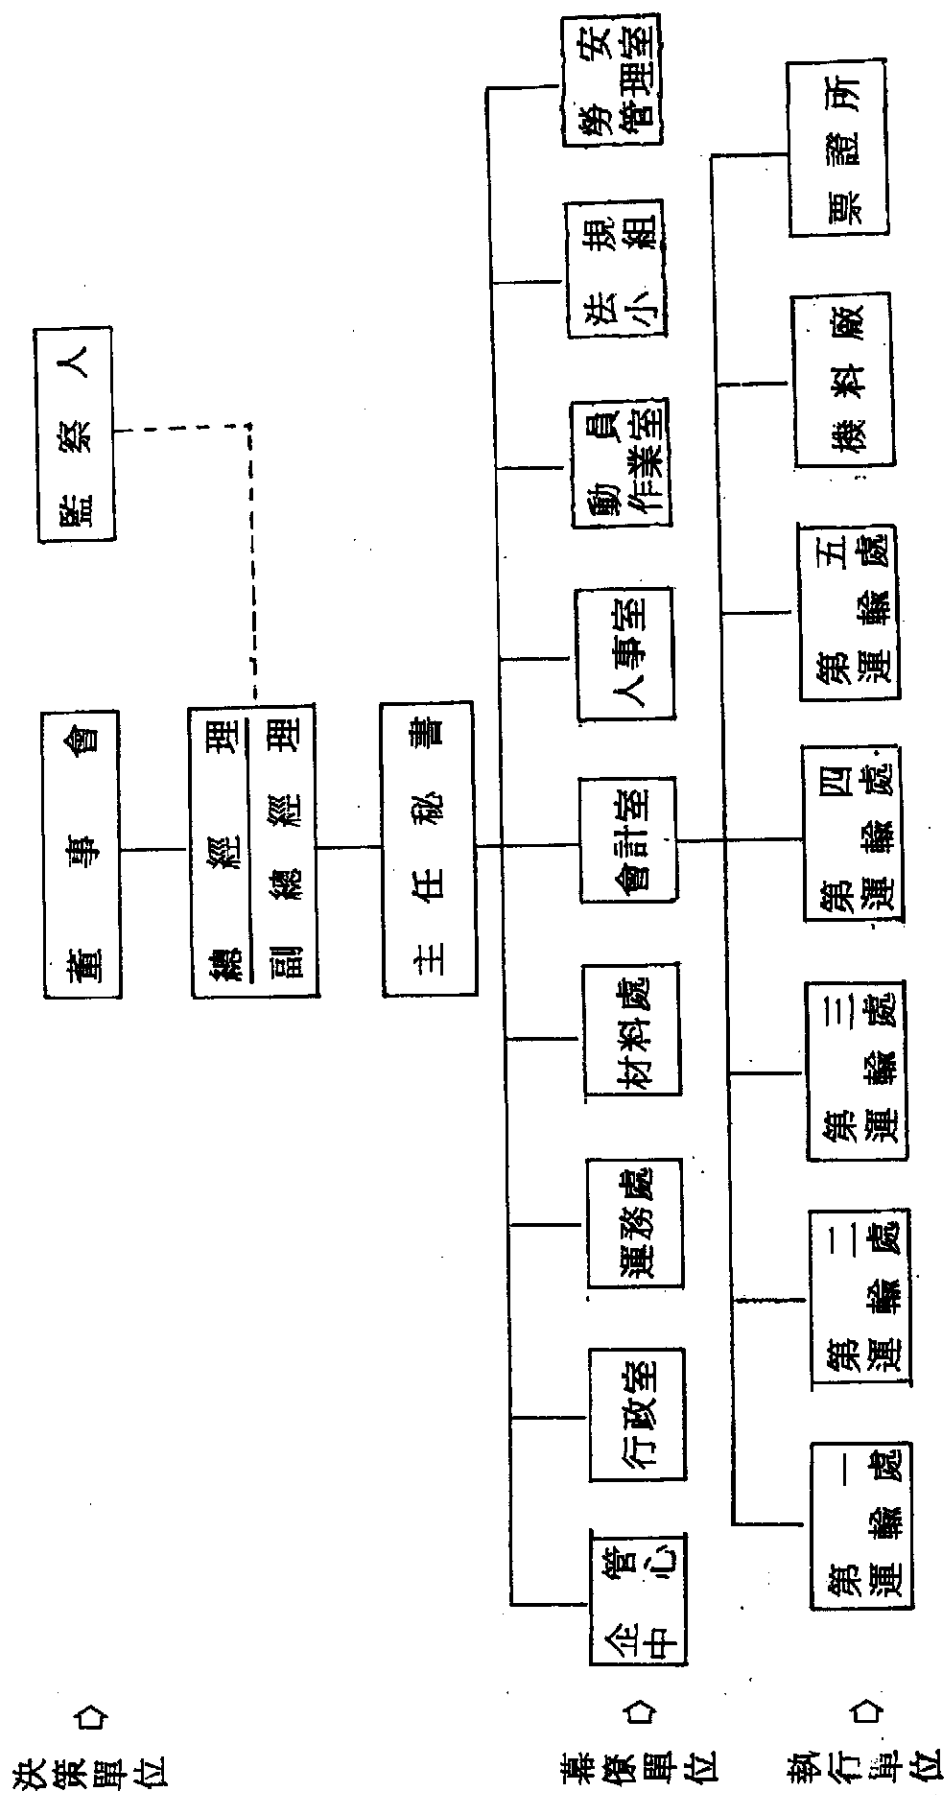 決策單位
董事會
監察人
總經理
副總經理
主任秘書
幕僚單位
企管
中心
行政室
運務處
材料處
會計室
人事室
動員
作業室
法規
小組
勞安
管理室
執行單位
第一
運輸處
第二
運輸處
第三
運輸處
第四
運輸處
第五
運輸處
機料廠
票證所